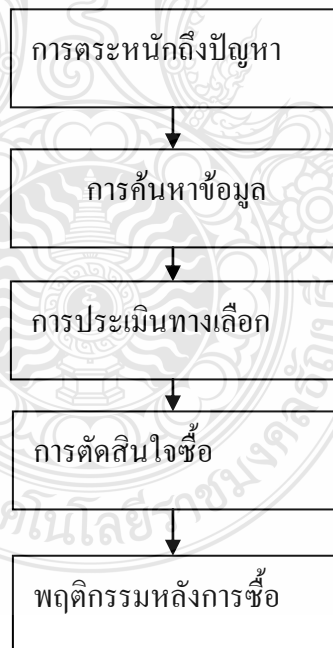 การตระหนักถึงปัญหา
การค้นหาข้อมูล
การประเมินทางเลือก
การตัดสินใจซื้อ
พฤติกรรมหลังการซื้อ